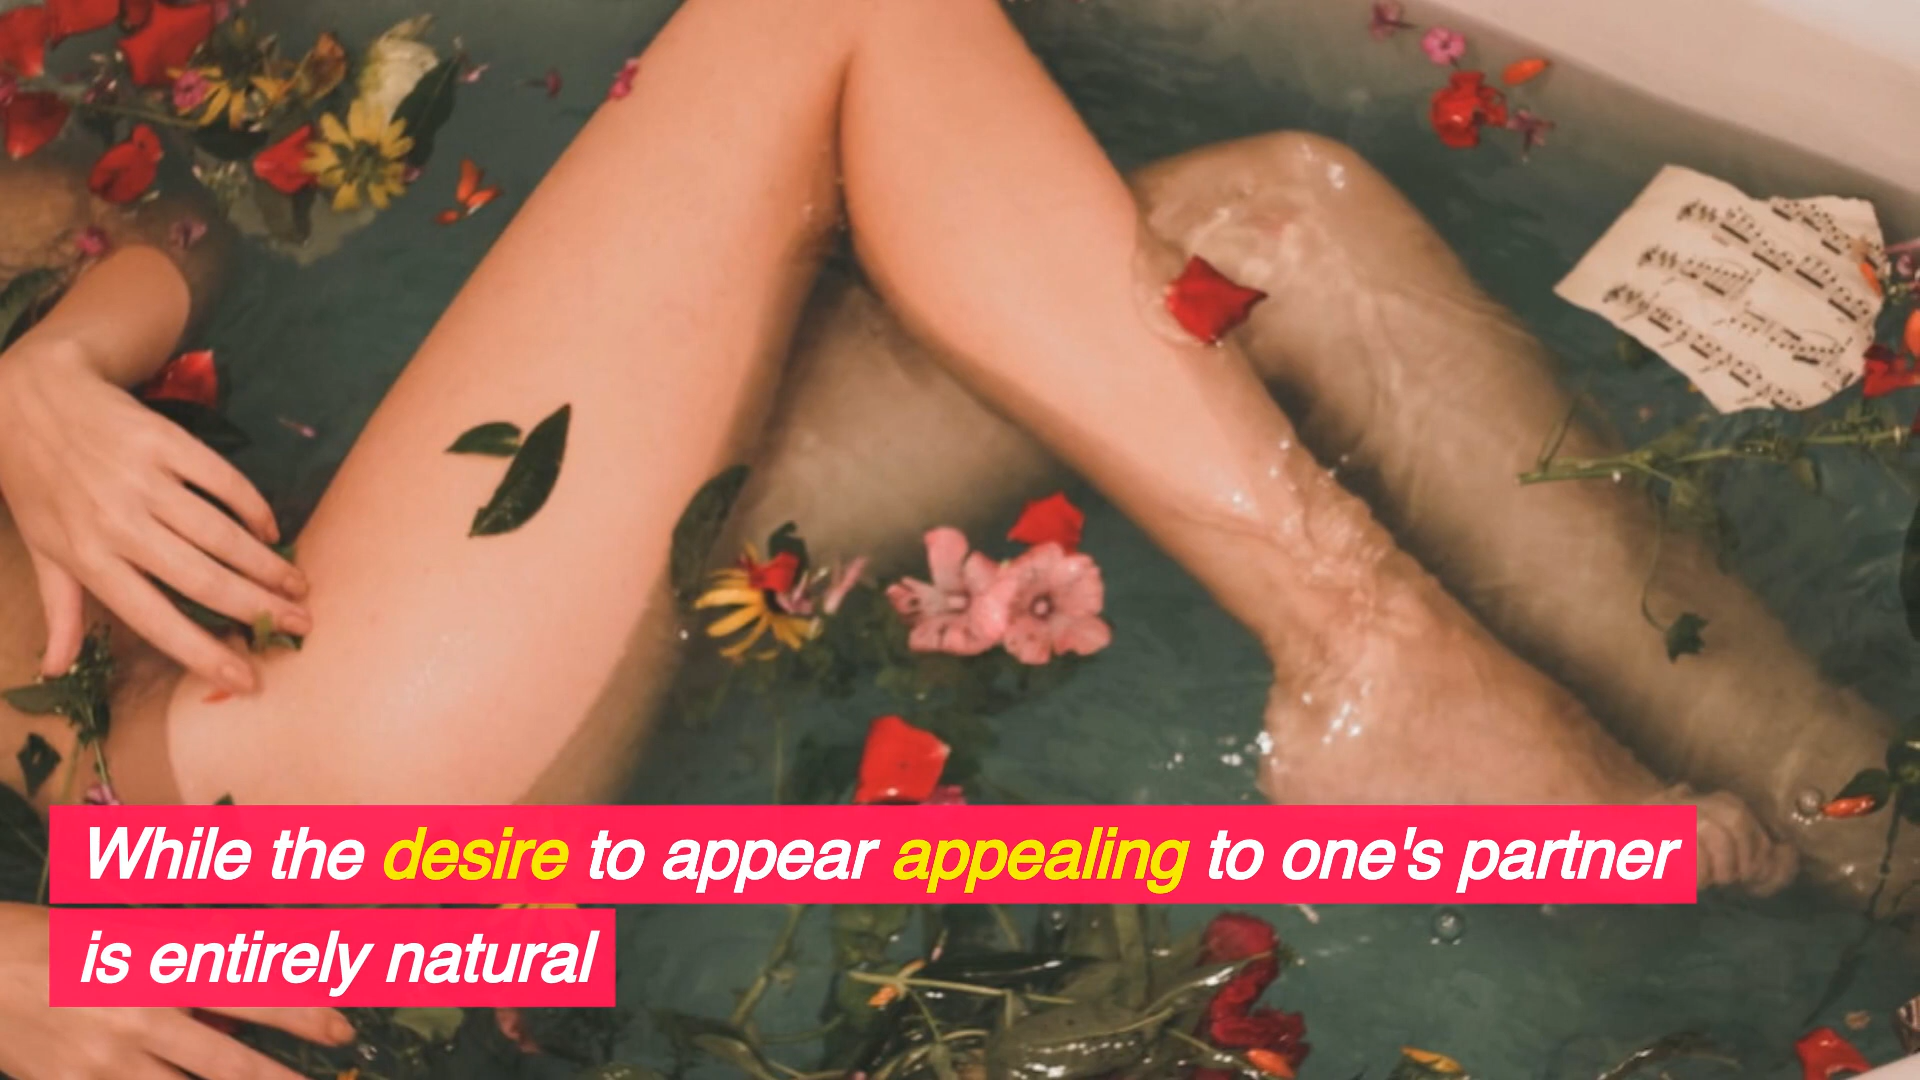 While the desire to appear appealing to one's partner
is entirely natural